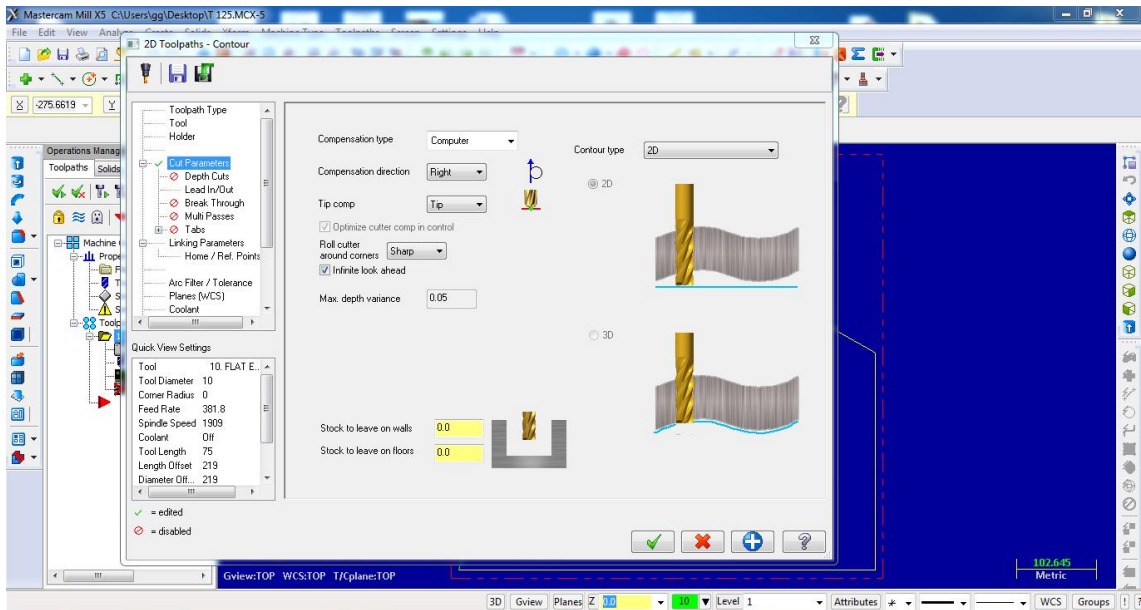 Mastercam Mill X5 C:\Users\gg\Desktop\T 125.MCX-5
File Edit View
2D Toolpaths - Contour
X -275.6619 Y
Operations Manag
Toolpaths Solids
Machine
Prope
Toolp
Toolpath Type
Tool
Holder
Cut Parameters
Depth Cuts
Lead In/Out
Break Through
Multi Passes
Tabs
Linking Parameters
Home / Ref. Points
Arc Filter / Tolerance
Planes (WCS)
Coolant
Quick View Settings
Tool 10. FLAT E..
Tool Diameter 10
Corner Radius 0
Feed Rate 381.8
Spindle Speed 1909
Coolant Off
Tool Length 75
Length Offset 219
Diameter Off... 219
= edited
= disabled
Compensation type Computer
Compensation direction Right
Tip comp Tip
Optimize cutter comp in control
Roll cutter
around corners Sharp
Infinite look ahead
Max. depth variance 0.05
Stock to leave on walls 0.0
Stock to leave on floors 0.0
Contour type 2D
2D
3D
102.645
Metric
Gview:TOP WCS:TOP T/Cplane:TOP
3D Gview Planes Z 0.0 10 Level 1 Attributes WCS Groups ! ?